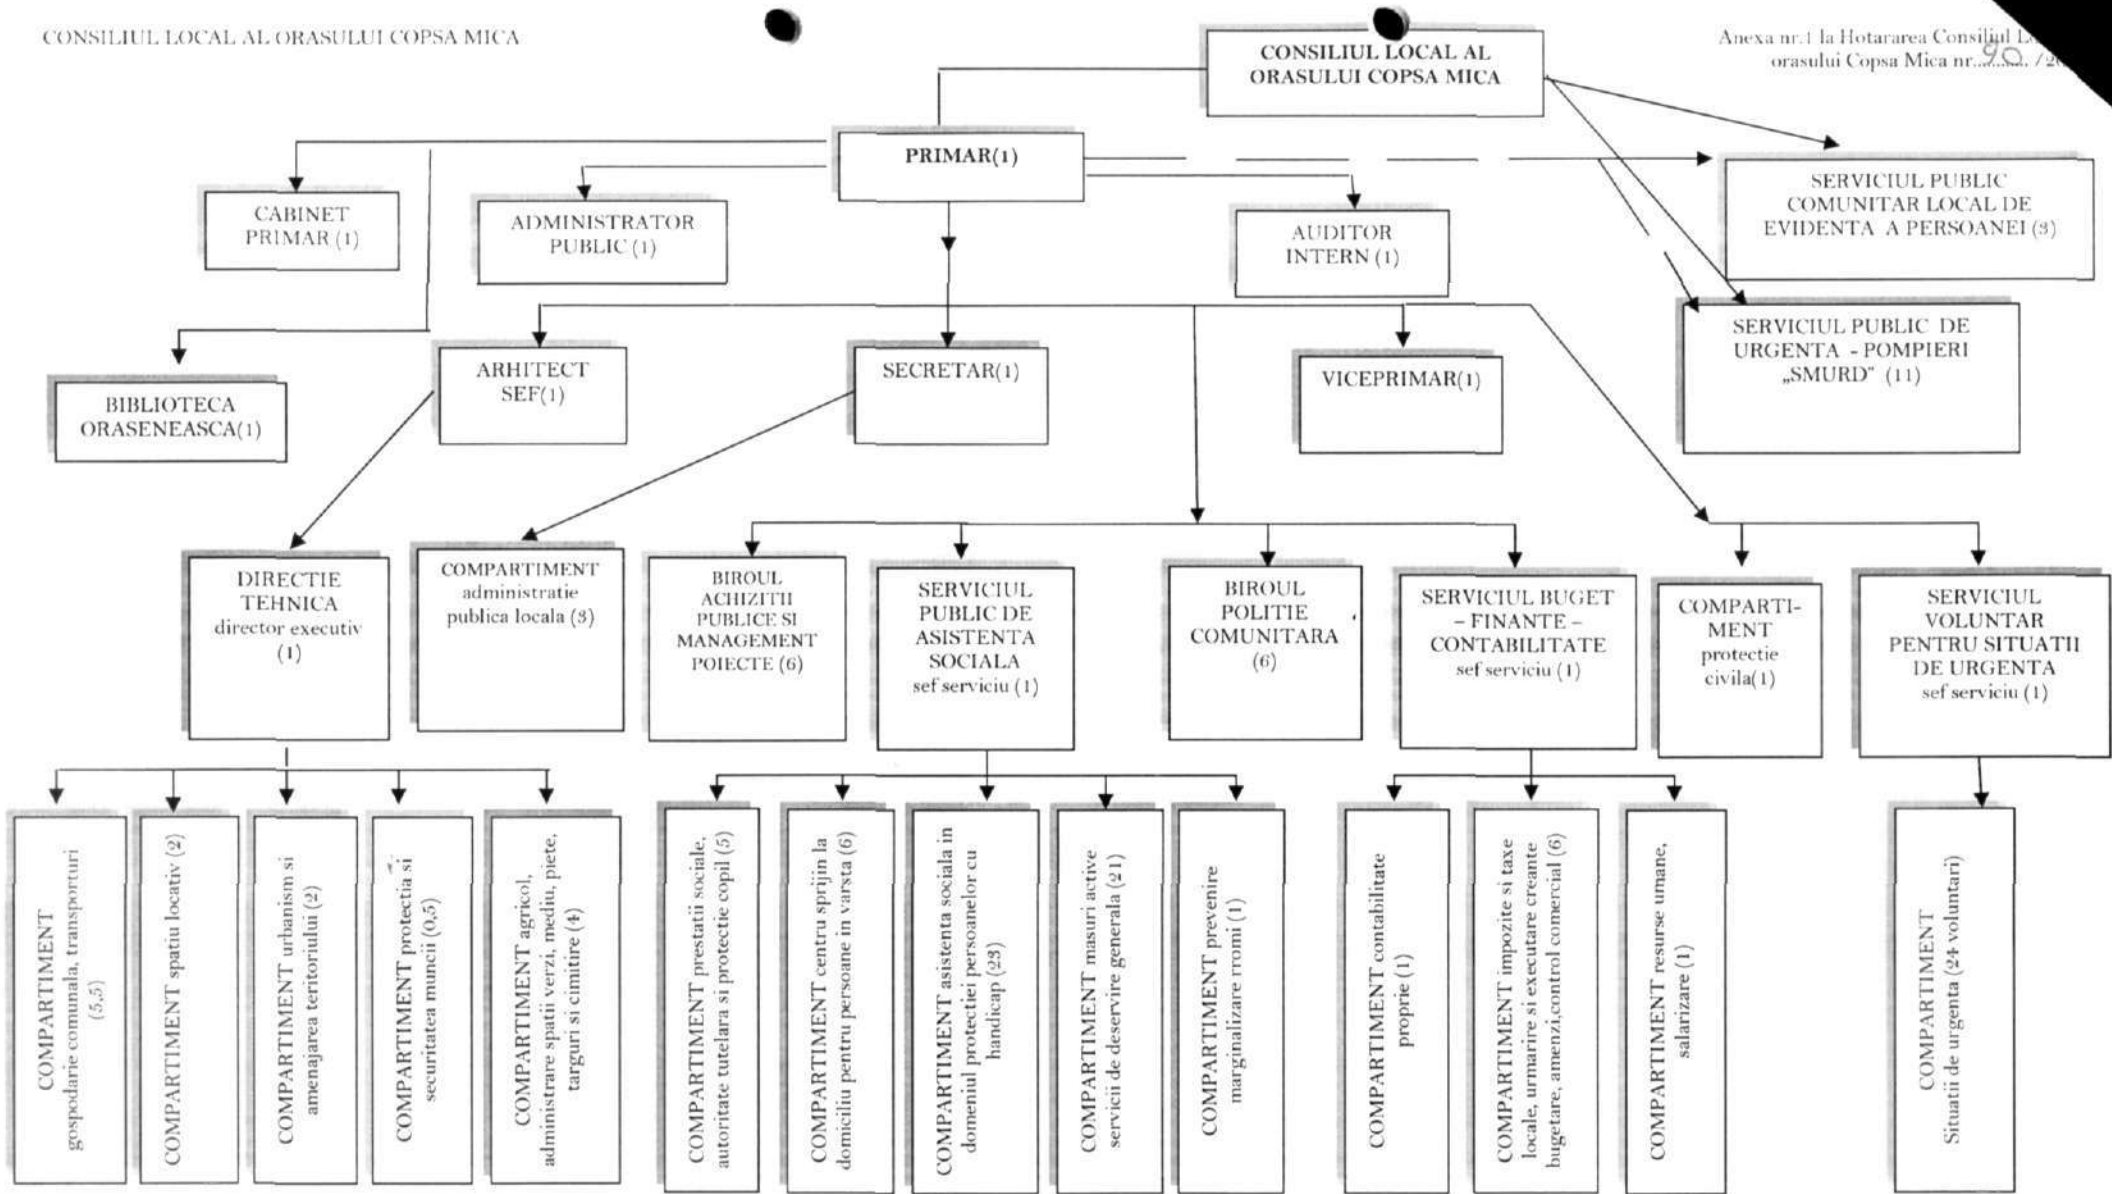 CONSILIUL LOCAL AL ORASULUI COPSA MICA
CONSILIUL LOCAL AL
ORASULUI COPSA MICA
Anexa nr.1 la Hotararea Consiliul
orasului Copsa Mica nr. 90 /20
PRIMAR(1)
CABINET
PRIMAR (1)
ADMINISTRATOR
PUBLIC (1)
AUDITOR
INTERN (1)
SERVICIUL PUBLIC
COMUNITAR LOCAL DE
EVIDENTA A PERSOANEI (3)
BIBLIOTECA
ORASENEASCA(1)
ARHITECT
SEF(1)
SECRETAR(1)
VICEPRIMAR(1)
SERVICIUL PUBLIC DE
URGENTA - POMPIERI
„SMURD" (11)
DIRECTIE
TEHNICA
director executiv
(1)
COMPARTIMENT
administratie
publica locala (3)
BIROUL
ACHIZITII
PUBLICE SI
MANAGEMENT
POIECTE (6)
SERVICIUL
PUBLIC DE
ASISTENTA
SOCIALA
sef serviciu (1)
BIROUL
POLITIE
COMUNITARA
(6)
SERVICIUL BUGET
– FINANTE –
CONTABILITATE
sef serviciu (1)
COMPARTI-
MENT
protectie
civila(1)
SERVICIUL
VOLUNTAR
PENTRU SITUATII
DE URGENTA
sef serviciu (1)
COMPARTIMENT
gospodarie comunala, transporturi
(5,5)
COMPARTIMENT spatiu locativ (2)
COMPARTIMENT urbanism si
amenajarea teritoriului (2)
COMPARTIMENT protectia si
securitatea muncii (0,5)
COMPARTIMENT agricol,
administrare spatii verzi, mediu, piete,
targuri si cimitire (4)
COMPARTIMENT prestatii sociale,
autoritate tutelara si protectie copil (5)
COMPARTIMENT centru sprijin la
domiciliu pentru persoane in varsta (6)
COMPARTIMENT asistenta sociala in
domeniul protectiei persoanelor cu
handicap (23)
COMPARTIMENT masuri active
servicii de deservire generala (21)
COMPARTIMENT prevenire
marginalizare rromi (1)
COMPARTIMENT contabilitate
proprie (1)
COMPARTIMENT impozite si taxe
locale, urmarire si executare creante
bugetare, amenzi,control comercial (6)
COMPARTIMENT resurse umane,
salarizare (1)
COMPARTIMENT
Situatii de urgenta (24 voluntari)